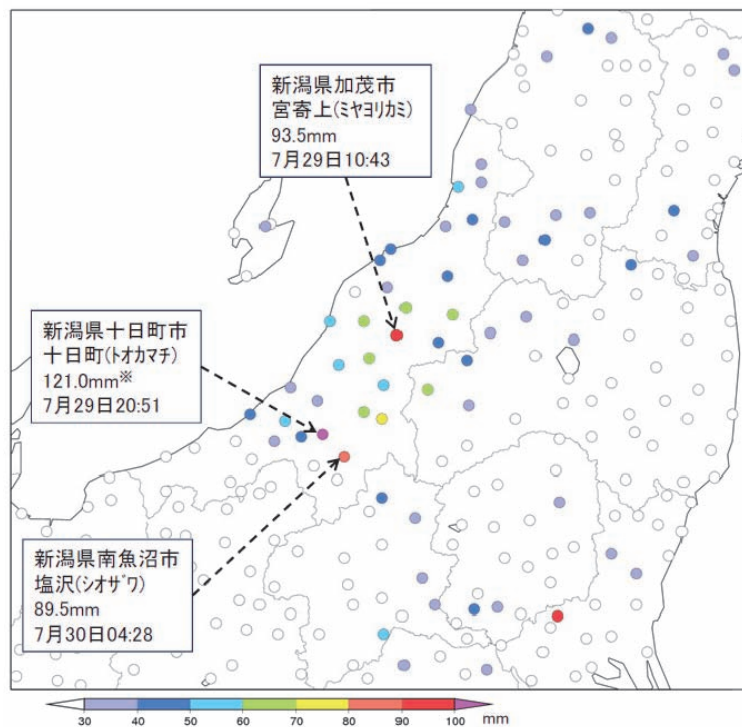 新潟県加茂市
宮寄上(ミヤヨリカミ)
93.5mm
7月29日10:43
新潟県十日町市
十日町(トオカマチ)
121.0mm※
7月29日20:51
新潟県南魚沼市
塩沢(シオザワ)
89.5mm
7月30日04:28
30 40 50 60 70 80 90 100 mm